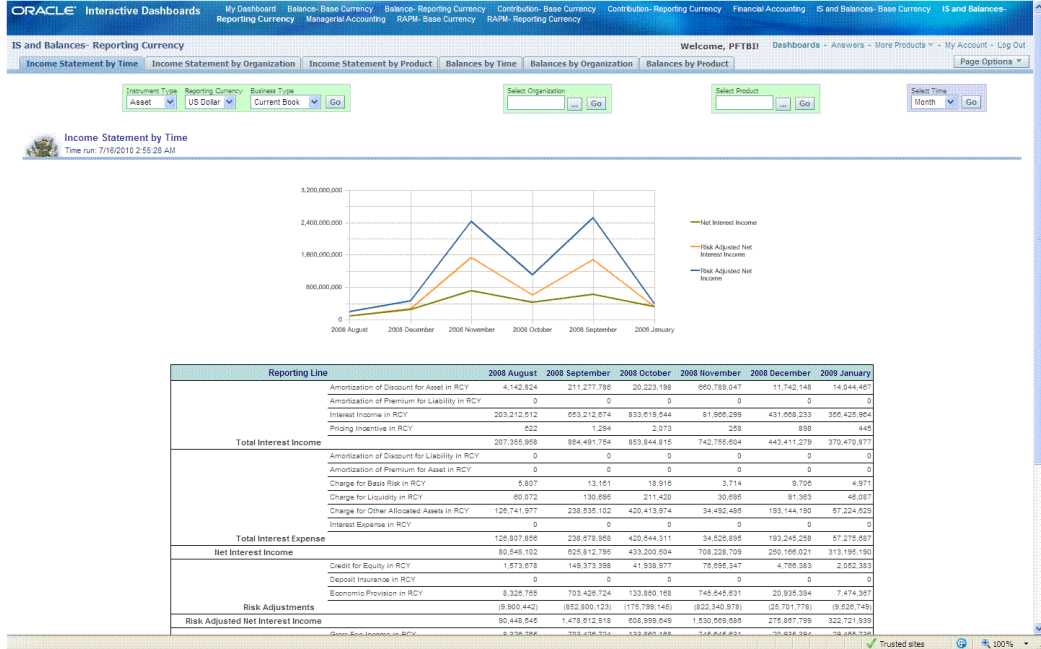 ORACLE Interactive Dashboards My Dashboard Balance- Base Currency Balance- Reporting Currency Contribution- Base Currency Contribution- Reporting Currency Financial Accounting IS and Balances- Base Currency IS and Balances-
Reporting Currency Managerial Accounting RAPM- Base Currency RAPM- Reporting Currency
IS and Balances- Reporting Currency Welcome, PFTBI! Dashboards - Answers - More Products - My Account - Log Out
Income Statement by Time Income Statement by Organization Income Statement by Product Balances by Time Balances by Organization Balances by Product Page Options
Instrument Type Reporting Currency Business Type Select Organization Select Product Select Time
Asset US Dollar Current Book Go ... Go ... Go Month Go
Income Statement by Time
Time run: 7/16/2010 2:55:28 AM
3,200,000,000
2,400,000,000
1,600,000,000
800,000,000
0
2008 August 2008 December 2008 November 2008 October 2008 September 2009 January
Net Interest Income
Risk Adjusted Net
Interest Income
Risk Adjusted Net
Income
Reporting Line 2008 August 2008 September 2008 October 2008 November 2008 December 2009 January
Amortization of Discount for Asset in RCY 4,142,824 211,277,786 20,223,198 660,789,047 11,742,148 14,044,467
Amortization of Premium for Liability in RCY 0 0 0 0 0 0
Interest Income in RCY 203,212,512 653,212,674 833,619,544 81,966,299 431,668,233 356,425,964
Pricing Incentive in RCY 622 1,294 2,073 258 898 446
Total Interest Income 207,355,958 864,491,754 853,844,815 742,755,604 443,411,279 370,470,877
Amortization of Discount for Liability in RCY 0 0 0 0 0 0
Amortization of Premium for Asset in RCY 0 0 0 0 0 0
Charge for Basis Risk in RCY 5,807 13,161 18,916 3,714 9,706 4,971
Charge for Liquidity in RCY 60,072 130,695 211,420 30,695 91,363 46,087
Charge for Other Allocated Assets in RCY 126,741,977 238,535,102 420,413,974 34,492,486 193,144,190 57,224,629
Interest Expense in RCY 0 0 0 0 0 0
Total Interest Expense 126,807,856 238,678,958 420,644,311 34,526,895 193,245,258 57,275,687
Net Interest Income 80,548,102 625,812,795 433,200,504 708,228,709 250,166,021 313,195,190
Credit for Equity in RCY 1,573,678 149,373,398 41,938,977 76,695,347 4,766,383 2,052,383
Deposit Insurance in RCY 0 0 0 0 0 0
Economic Provision in RCY 8,326,765 703,426,724 133,860,168 745,645,631 20,935,394 7,474,367
Risk Adjustments (9,900,442) (852,800,123) (175,799,145) (822,340,978) (25,701,778) (9,526,749)
Risk Adjusted Net Interest Income 90,448,545 1,478,612,918 608,999,649 1,530,569,686 275,867,799 322,721,939
Gross Fee Income in RCY 8,326,765 703,426,724 133,860,168 745,645,631 20,935,394
Trusted sites 100%